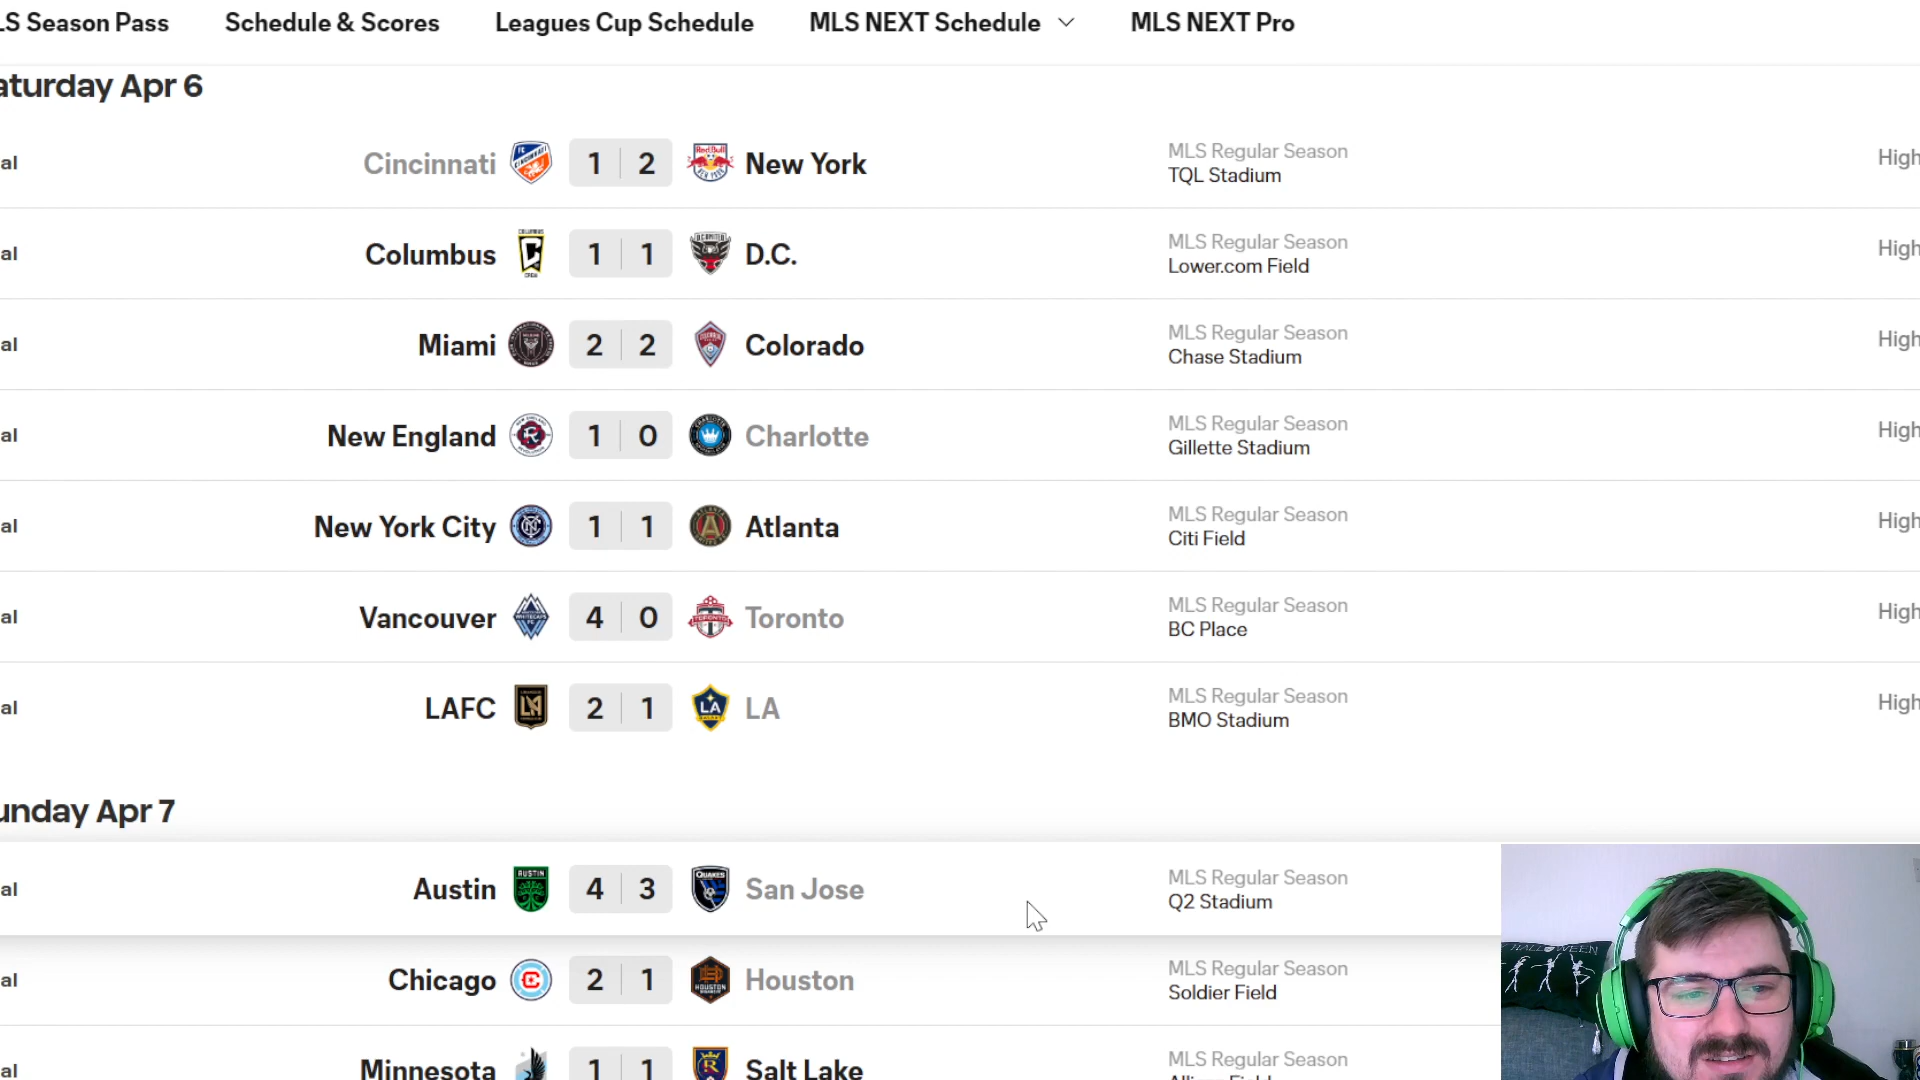 LS Season Pass Schedule & Scores Leagues Cup Schedule MLS NEXT Schedule MLS NEXT Pro
aturday Apr 6
al Cincinnati 1 2 New York MLS Regular Season High
TQL Stadium
al Columbus 1 1 D.C. MLS Regular Season High
Lower.com Field
al Miami 2 2 Colorado MLS Regular Season High
Chase Stadium
al New England 1 0 Charlotte MLS Regular Season High
Gillette Stadium
al New York City 1 1 Atlanta MLS Regular Season High
Citi Field
al Vancouver 4 0 Toronto MLS Regular Season High
BC Place
al LAFC 2 1 LA MLS Regular Season High
BMO Stadium
unday Apr 7
al Austin 4 3 San Jose MLS Regular Season
Q2 Stadium
al Chicago 2 1 Houston MLS Regular Season
Soldier Field
al Minnesota 1 1 Salt Lake MLS Regular Season